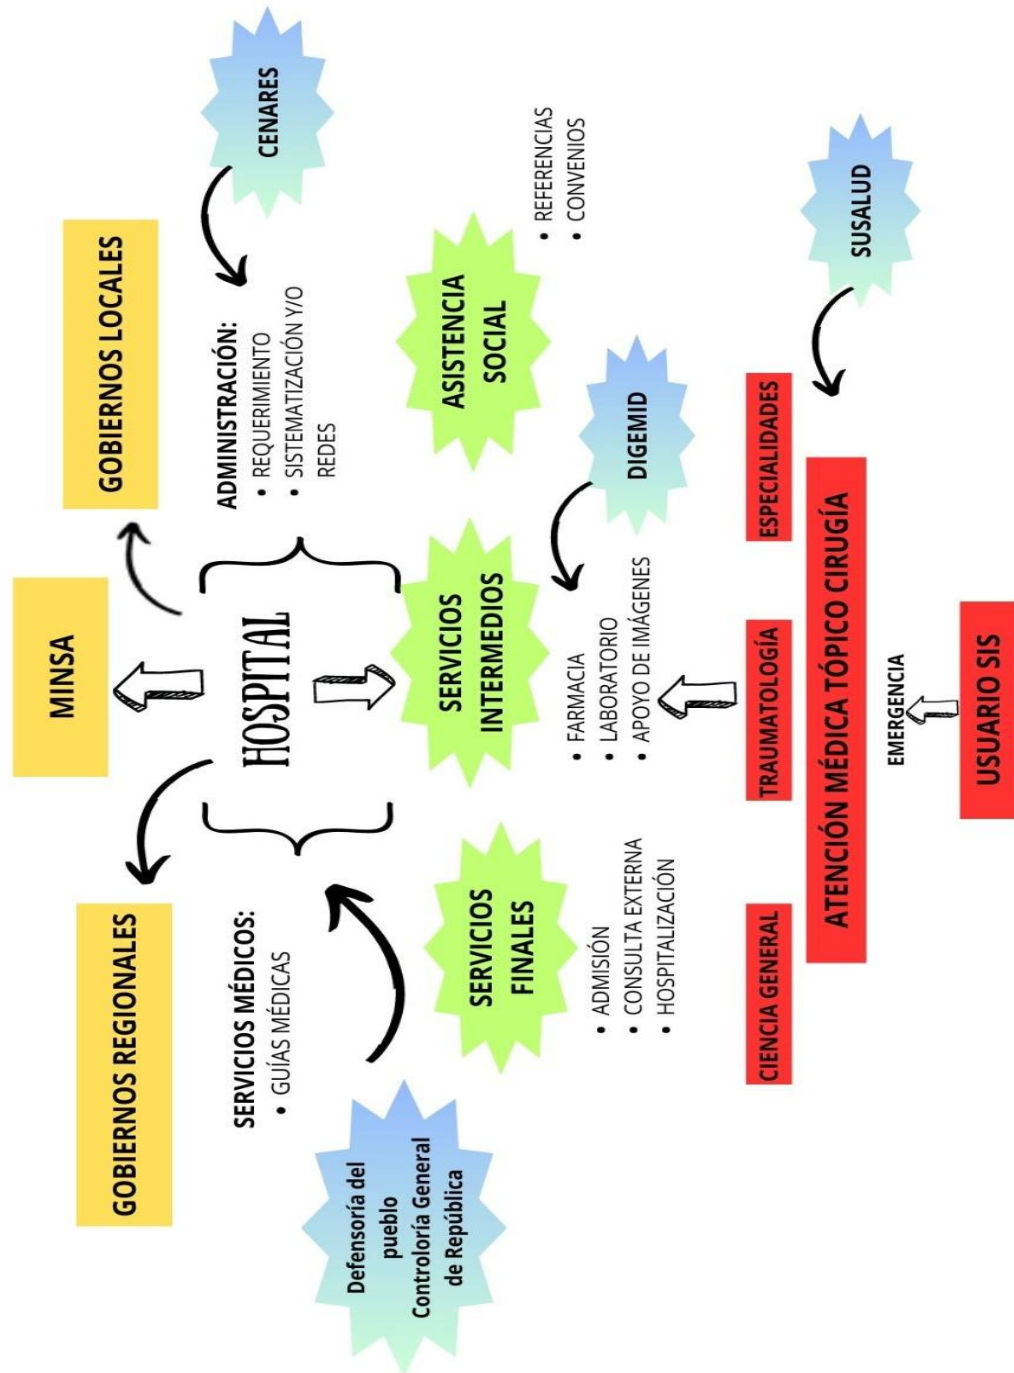 MINSA
GOBIERNOS REGIONALES
GOBIERNOS LOCALES
CENARES
HOSPITAL
SERVICIOS MÉDICOS:
• GUÍAS MÉDICAS
ADMINISTRACIÓN:
• REQUERIMIENTO
• SISTEMATIZACIÓN Y/O
REDES
Defensoría del
pueblo
Controloría General
de República
SERVICIOS
FINALES
• ADMISIÓN
• CONSULTA EXTERNA
• HOSPITALIZACIÓN
SERVICIOS
INTERMEDIOS
• FARMACIA
• LABORATORIO
• APOYO DE IMÁGENES
ASISTENCIA
SOCIAL
• REFERENCIAS
• CONVENIOS
DIGEMID
CIENCIA GENERAL
TRAUMATOLOGÍA
ESPECIALIDADES
SUSALUD
ATENCIÓN MÉDICA TÓPICO CIRUGÍA
EMERGENCIA
USUARIO SIS